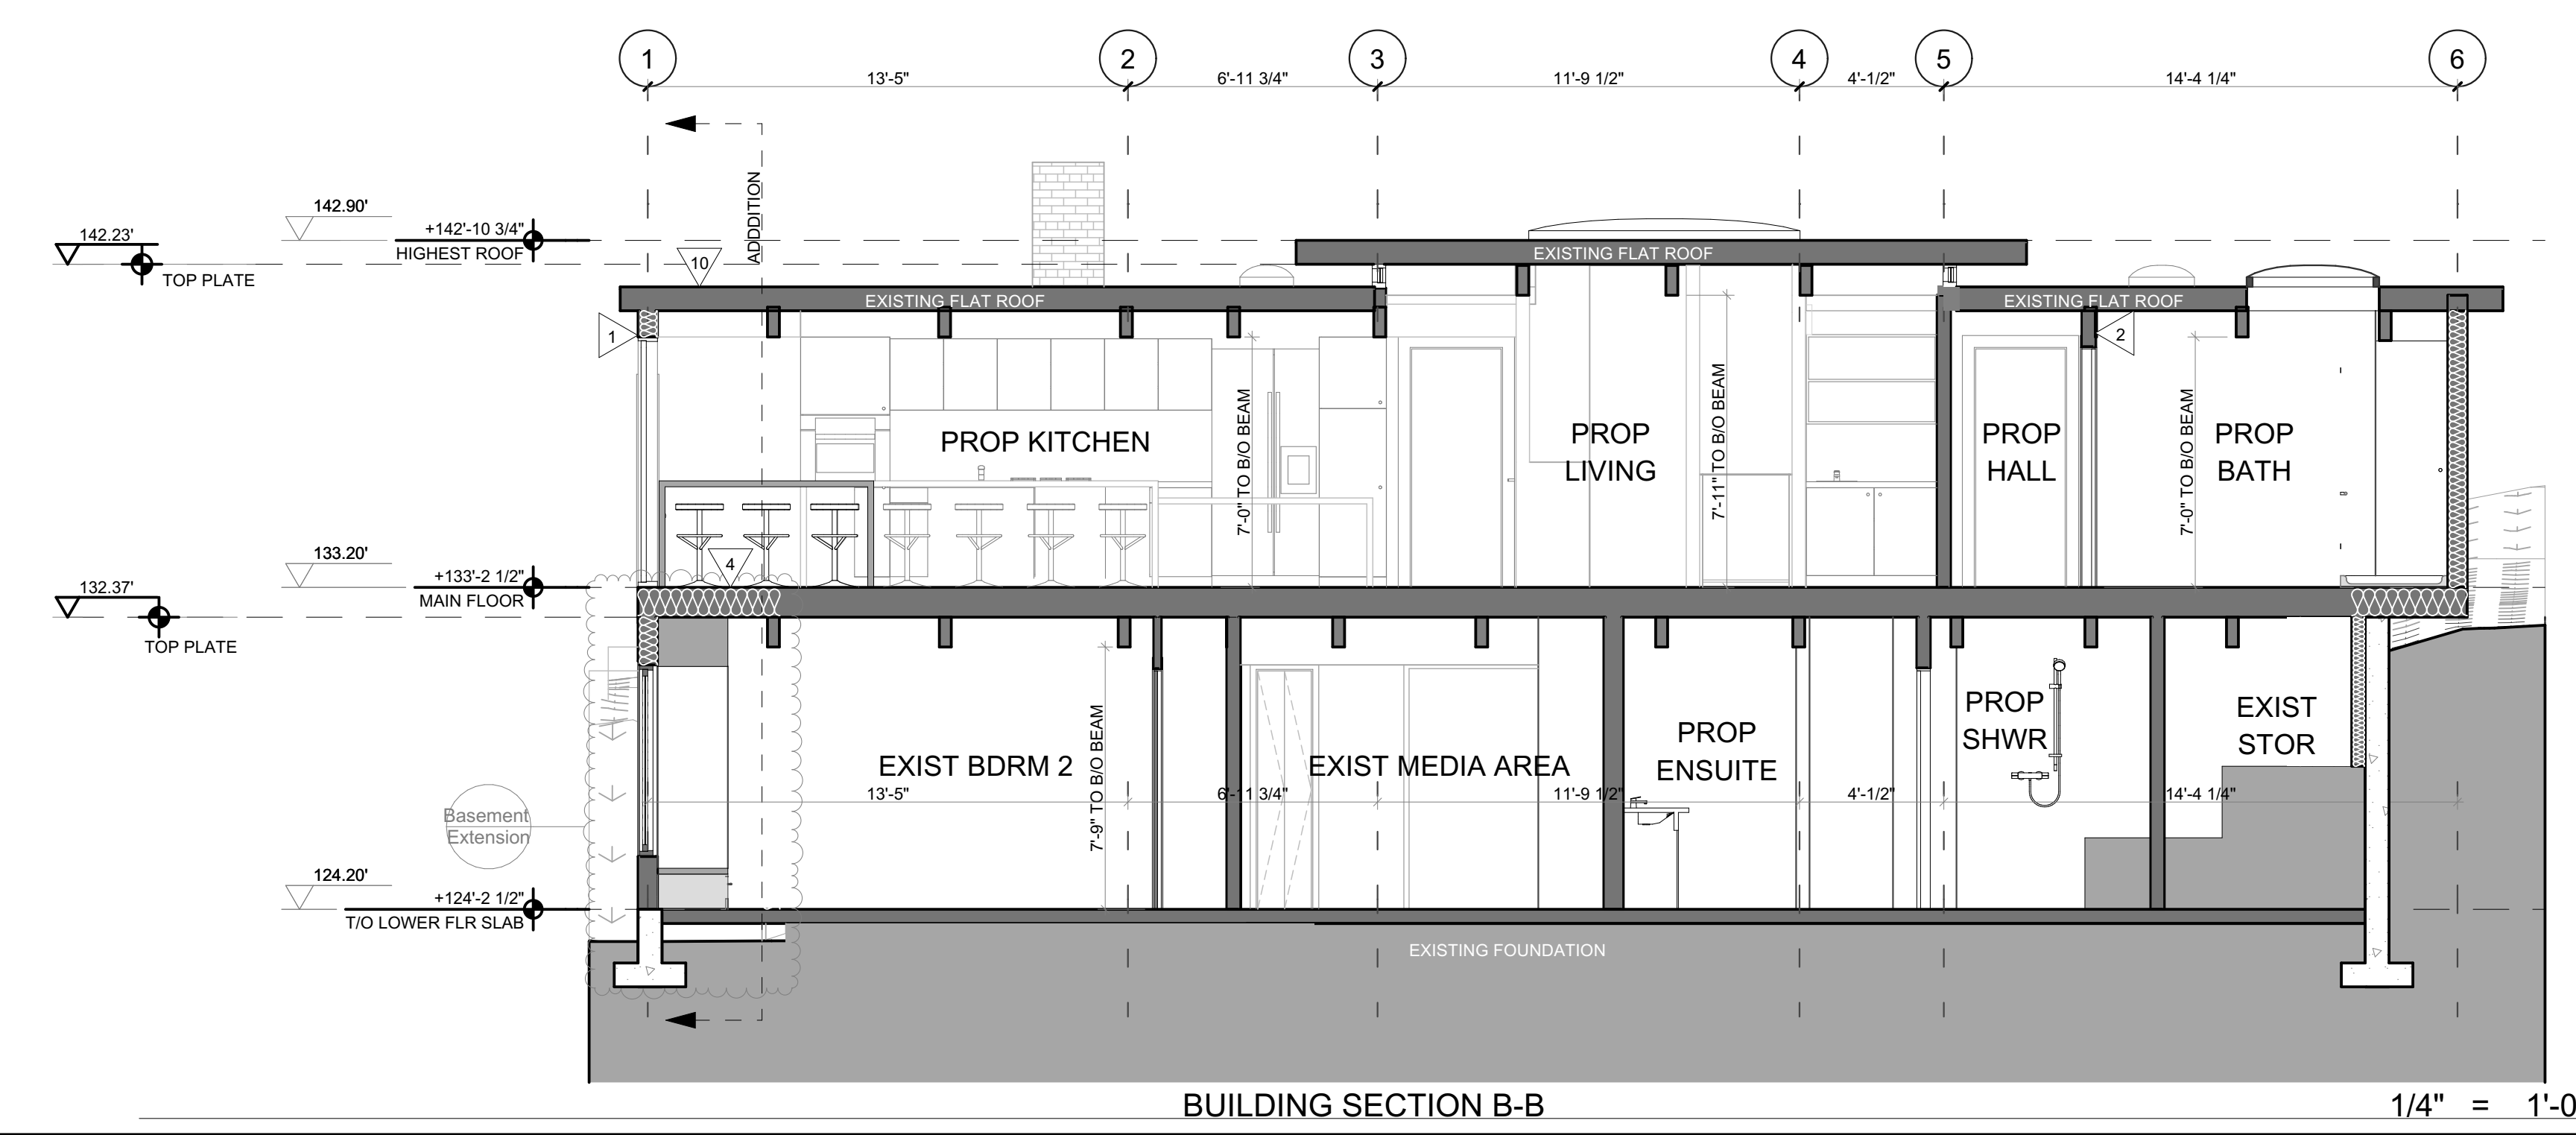 1 2 3 4 5 6
13'-5" 6'-11 3/4" 11'-9 1/2" 4'-1/2" 14'-4 1/4"
ADDITION
142.90'
142.23'
+142'-10 3/4"
HIGHEST ROOF
TOP PLATE
10
EXISTING FLAT ROOF
EXISTING FLAT ROOF
EXISTING FLAT ROOF
1
2
7'-0" TO B/O BEAM
7'-11" TO B/O BEAM
7'-0" TO B/O BEAM
PROP KITCHEN
PROP
LIVING
PROP
HALL
PROP
BATH
4
133.20'
+133'-2 1/2"
MAIN FLOOR
132.37'
TOP PLATE
EXIST BDRM 2
7'-9" TO B/O BEAM
EXIST MEDIA AREA
PROP
ENSUITE
PROP
SHWR
EXIST
STOR
13'-5" 6'-11 3/4" 11'-9 1/2" 4'-1/2" 14'-4 1/4"
Basement
Extension
124.20'
+124'-2 1/2"
T/O LOWER FLR SLAB
EXISTING FOUNDATION
BUILDING SECTION B-B
1/4" = 1'-0